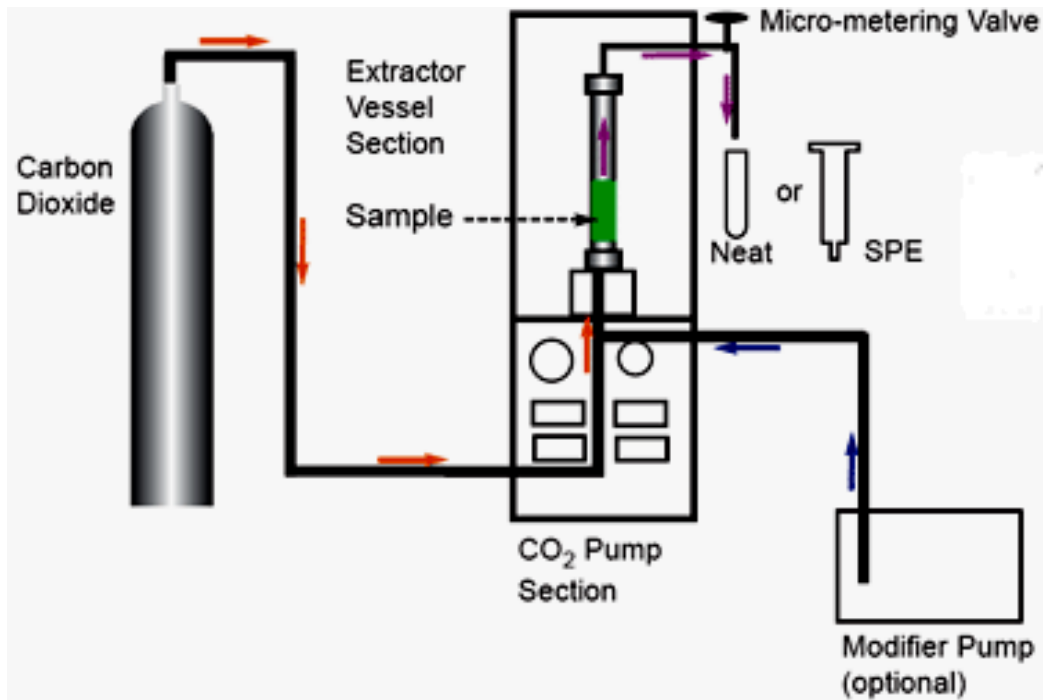 Micro-metering Valve
Extractor
Vessel
Section
Carbon
Dioxide
Sample
or
Neat
SPE
CO₂ Pump
Section
Modifier Pump
(optional)